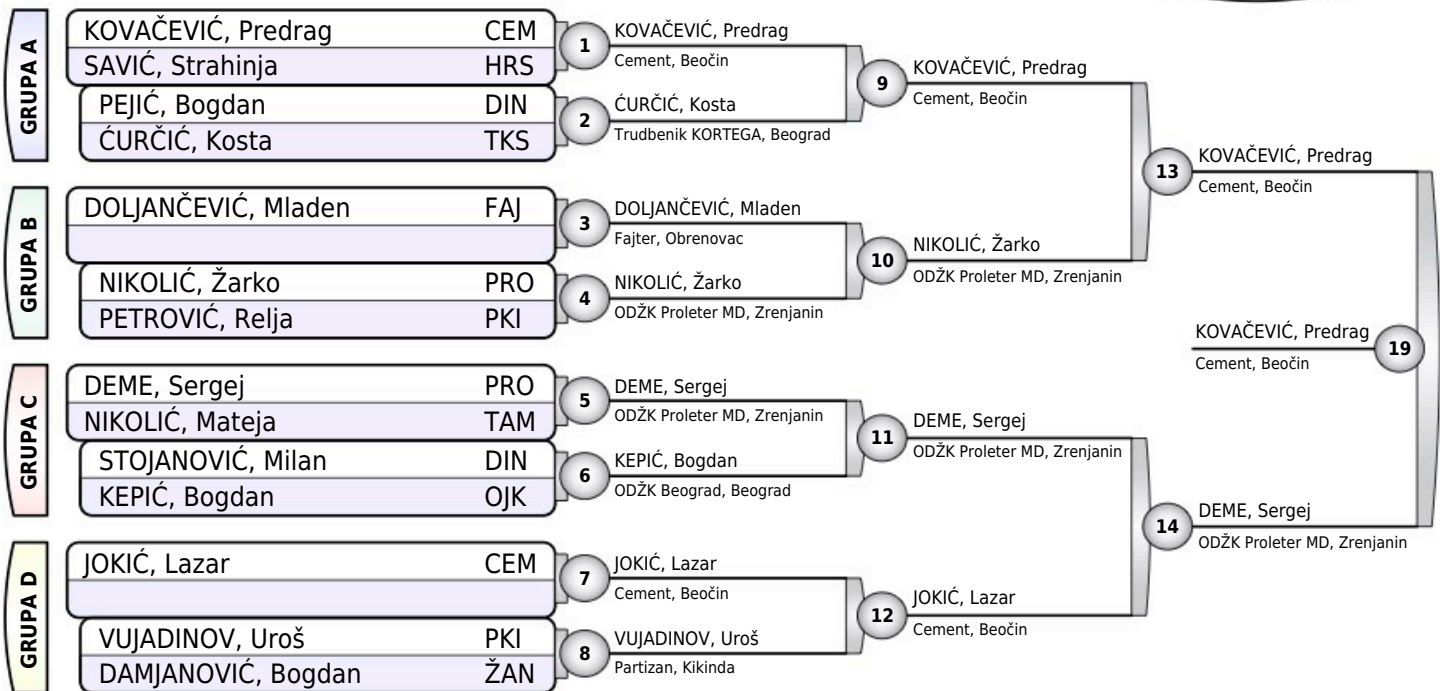 GRUPA A
KOVAČEVIĆ, Predrag CEM
SAVIĆ, Strahinja HRS
PEJIĆ, Bogdan DIN
ĆURČIĆ, Kosta TKS
1
KOVAČEVIĆ, Predrag
Cement, Beočin
2
ĆURČIĆ, Kosta
Trudbenik KORTEGA, Beograd
9
KOVAČEVIĆ, Predrag
Cement, Beočin
GRUPA B
DOLJANČEVIĆ, Mladen FAJ
NIKOLIĆ, Žarko PRO
PETROVIĆ, Relja PKI
3
DOLJANČEVIĆ, Mladen
Fajter, Obrenovac
4
NIKOLIĆ, Žarko
ODŽK Proleter MD, Zrenjanin
10
NIKOLIĆ, Žarko
ODŽK Proleter MD, Zrenjanin
13
KOVAČEVIĆ, Predrag
Cement, Beočin
GRUPA C
DEME, Sergej PRO
NIKOLIĆ, Mateja TAM
STOJANOVIĆ, Milan DIN
KEPIĆ, Bogdan OJK
5
DEME, Sergej
ODŽK Proleter MD, Zrenjanin
6
KEPIĆ, Bogdan
ODŽK Beograd, Beograd
11
DEME, Sergej
ODŽK Proleter MD, Zrenjanin
GRUPA D
JOKIĆ, Lazar CEM
VUJADINOV, Uroš PKI
DAMJANOVIĆ, Bogdan ŽAN
7
JOKIĆ, Lazar
Cement, Beočin
8
VUJADINOV, Uroš
Partizan, Kikinda
12
JOKIĆ, Lazar
Cement, Beočin
14
DEME, Sergej
ODŽK Proleter MD, Zrenjanin
KOVAČEVIĆ, Predrag
Cement, Beočin
19